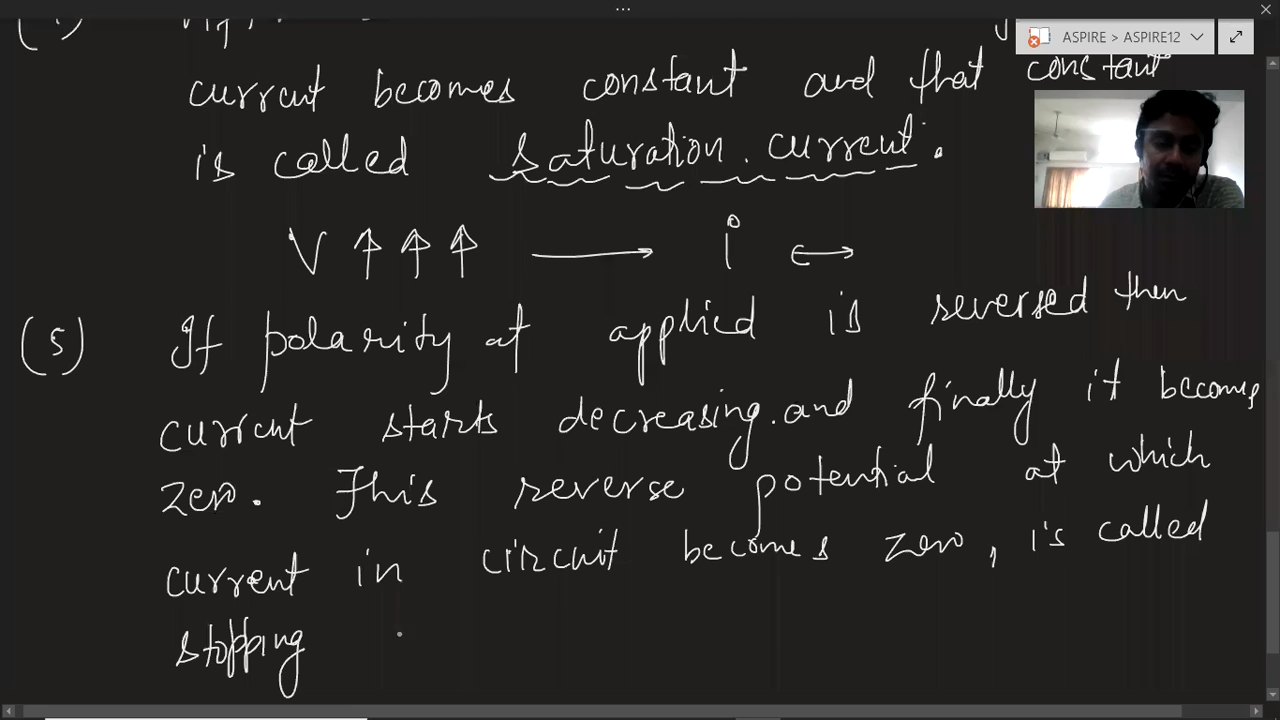 ASPIRE > ASPIRE12
current becomes constant and that constant
is called saturation current.
V ↑ ↑ ↑ → i ↔
(5) If polarity of applied is reversed then
current starts decreasing and finally it becomes
zero. This reverse potential at which
current in circuit becomes zero, is called
stopping